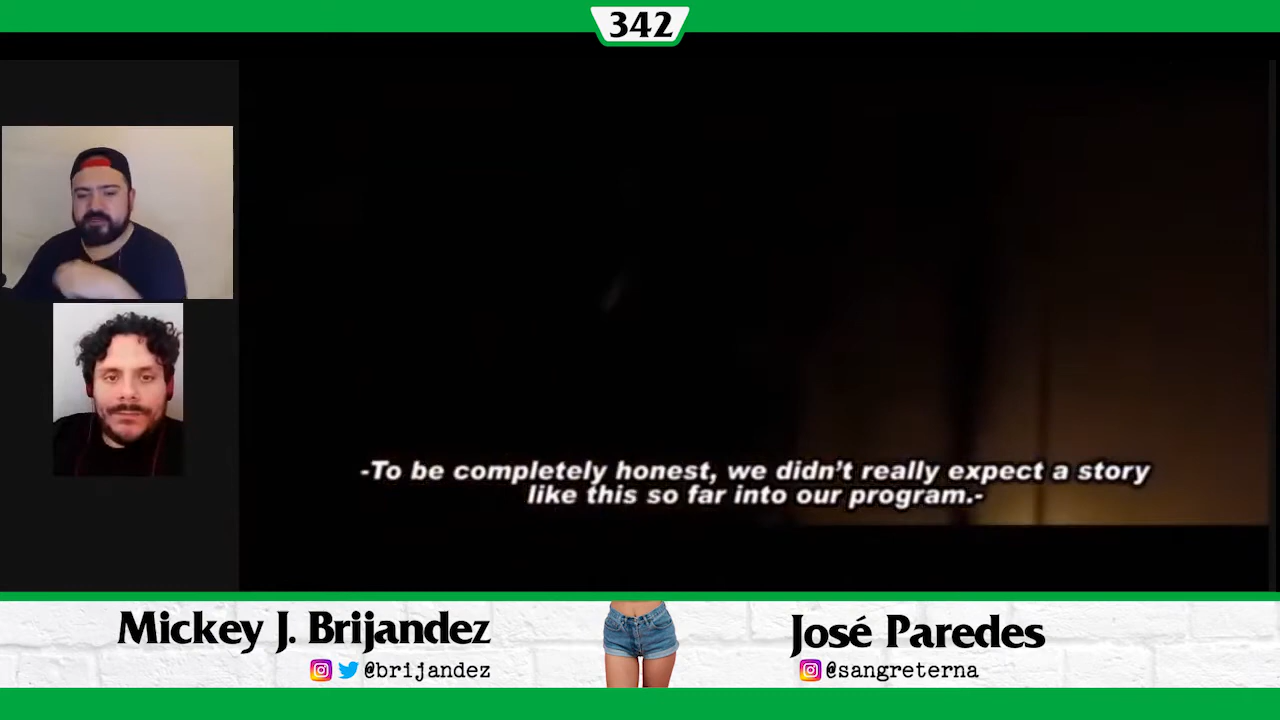 342
-To be completely honest, we didn't really expect a story
like this so far into our program.-
Mickey J. Brijandez
@brijandez
José Paredes
@sangreterna